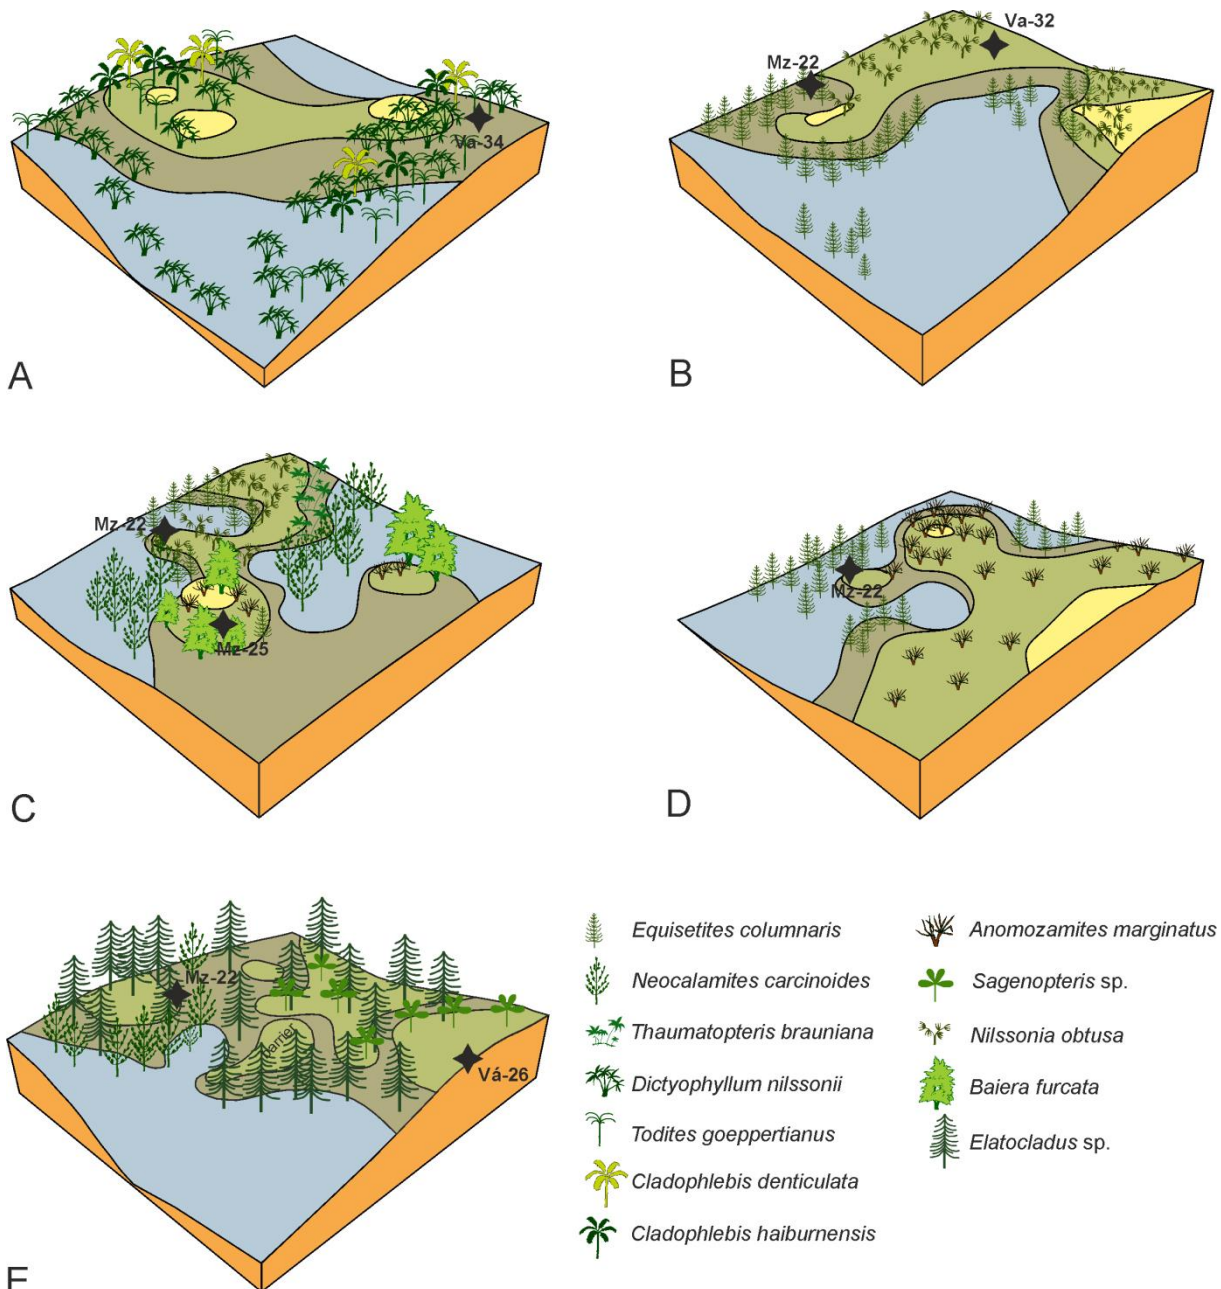 Va-34
A
Va-32
Mz-22
B
Mz-22
Mz-25
C
Mz-22
D
Mz-22
Vá-26
E
Equisetites columnaris
Neocalamites carcinoides
Thaumatopteris brauniana
Dictyophyllum nilssonii
Todites goeppertianus
Cladophlebis denticulata
Cladophlebis haiburnensis
Anomozamites marginatus
Sagenopteris sp.
Nilssonia obtusa
Baiera furcata
Elatocladus sp.